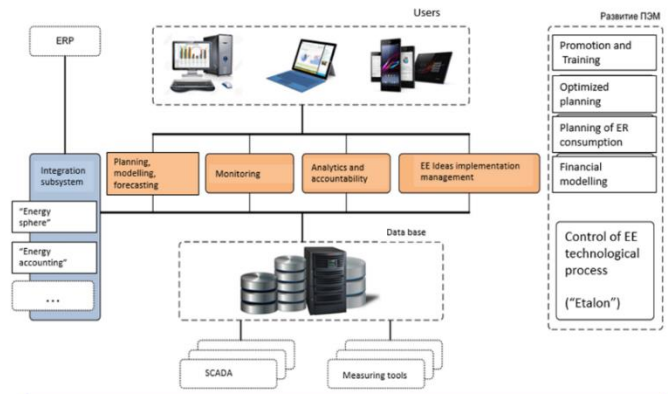 Users
Развитие ПЭМ
ERP
Promotion and
Training
Optimized
planning
Planning of ER
consumption
Financial
modelling
Integration
subsystem
Planning,
modelling,
forecasting
Monitoring
Analytics and
accountability
EE Ideas implementation
management
“Energy
sphere”
“Energy
accounting”
...
Data base
Control of EE
technological
process
(“Etalon”)
SCADA
Measuring tools